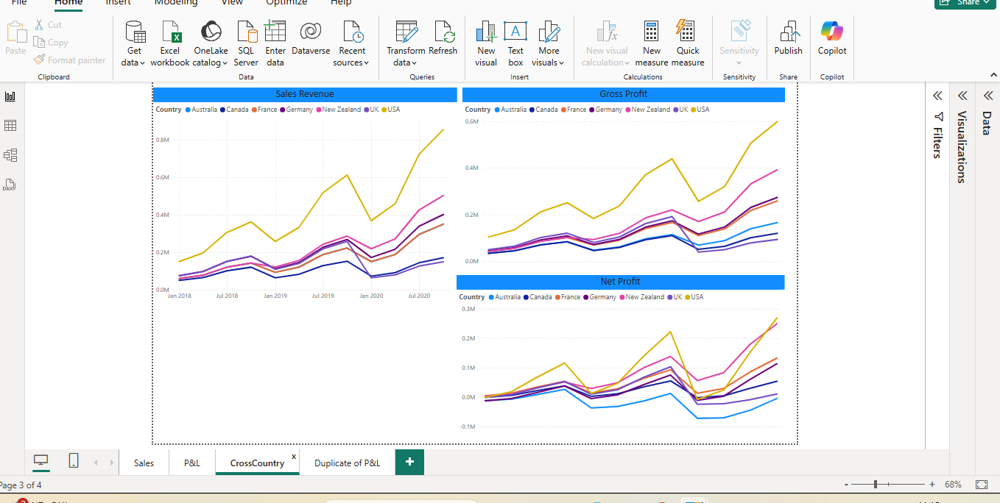 File Home Insert Modeling View Optimize Help Share
Paste Cut Copy Format painter
Get data Excel workbook OneLake catalog SQL Server Enter data Dataverse Recent sources
Transform data Refresh
New visual Text box More visuals
New visual calculation New measure Quick measure
Sensitivity Publish Copilot
Clipboard Data Queries Insert Calculations Sensitivity Share Copilot
Sales Revenue
Country Australia Canada France Germany New Zealand UK USA
0.8M
0.6M
0.4M
0.2M
0.0M
Jan 2018 Jul 2018 Jan 2019 Jul 2019 Jan 2020 Jul 2020
Gross Profit
Country Australia Canada France Germany New Zealand UK USA
0.6M
0.4M
0.2M
0.0M
Net Profit
Country Australia Canada France Germany New Zealand UK USA
0.3M
0.2M
0.1M
0.0M
-0.1M
Filters
Visualizations
Data
DAX
Sales P&L CrossCountry x Duplicate of P&L +
Page 3 of 4
- + 68%